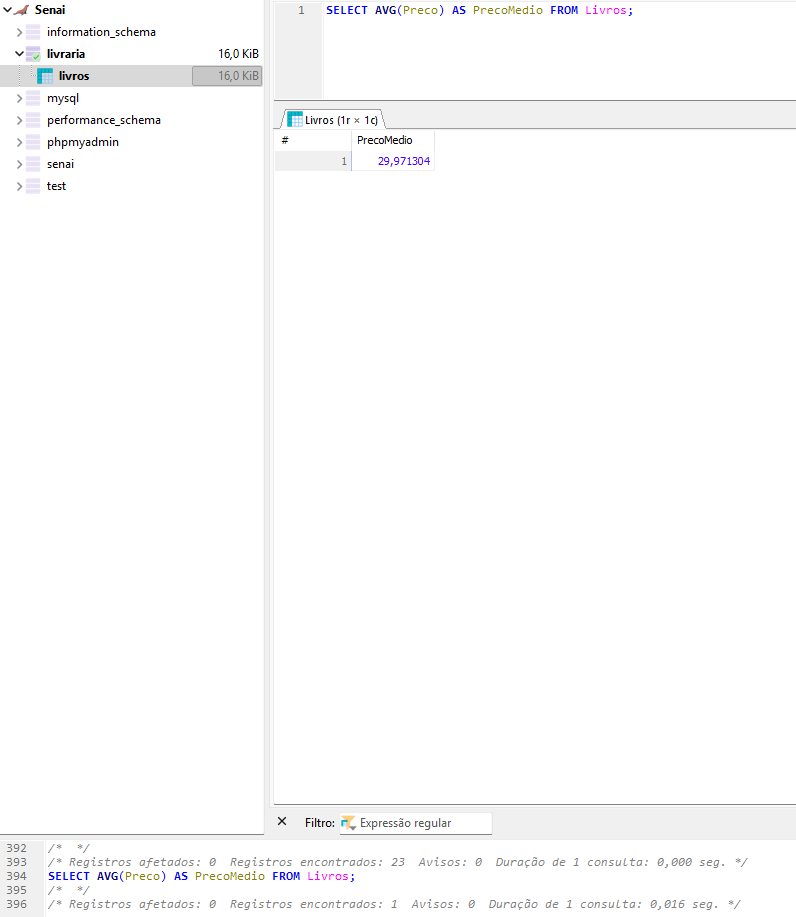 Senai
information_schema
livraria 16,0 KiB
livros 16,0 KiB
mysql
performance_schema
phpmyadmin
senai
test
1 SELECT AVG(Preco) AS PrecoMedio FROM Livros;
Livros (1r × 1c)
# PrecoMedio
1 29,971304
× Filtro: Expressão regular
392 /* */
393 /* Registros afetados: 0 Registros encontrados: 23 Avisos: 0 Duração de 1 consulta: 0,000 seg. */
394 SELECT AVG(Preco) AS PrecoMedio FROM Livros;
395 /* */
396 /* Registros afetados: 0 Registros encontrados: 1 Avisos: 0 Duração de 1 consulta: 0,016 seg. */